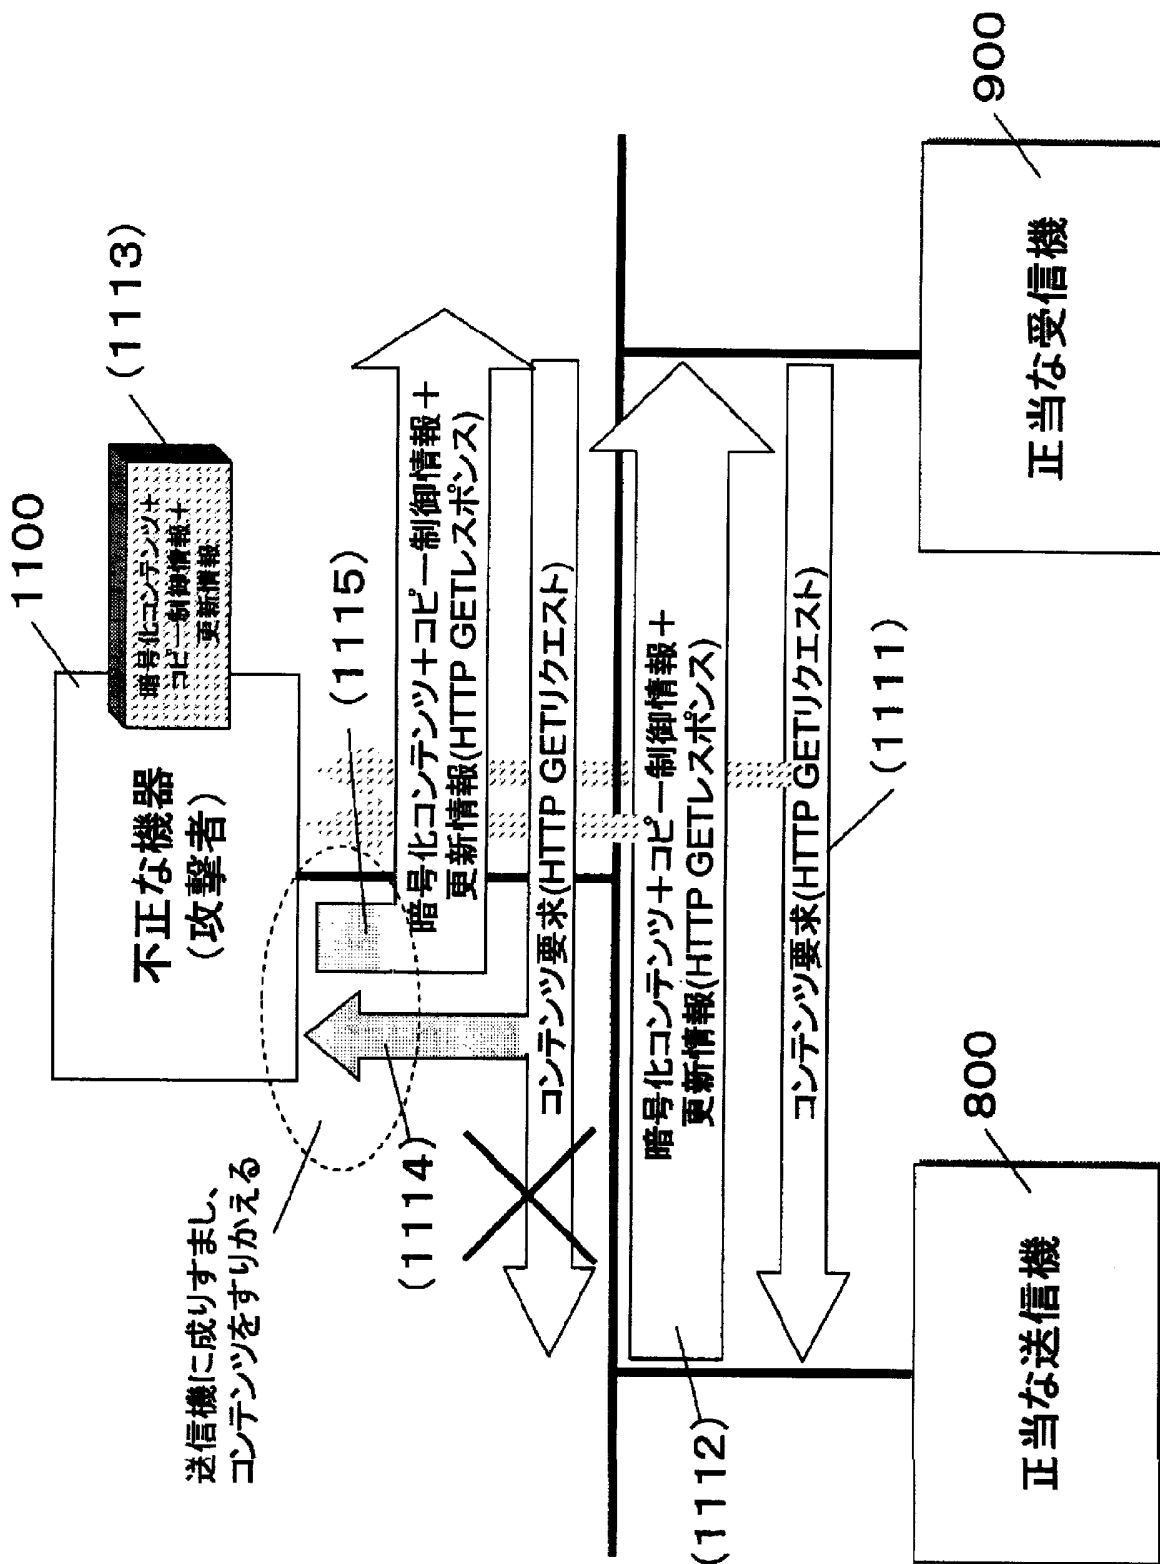 1100
(1113)
暗号化コンテンツ＋
コピー制御情報＋
更新情報
不正な機器
(攻撃者)
送信機に成りすまし、
コンテンツをすりかえる
(1114)
(1115)
暗号化コンテンツ＋コピー制御情報＋
更新情報(HTTP GETレスポンス)
コンテンツ要求(HTTP GETリクエスト)
暗号化コンテンツ＋コピー制御情報＋
更新情報(HTTP GETレスポンス)
コンテンツ要求(HTTP GETリクエスト)
(1112)
(1111)
800
正当な送信機
900
正当な受信機